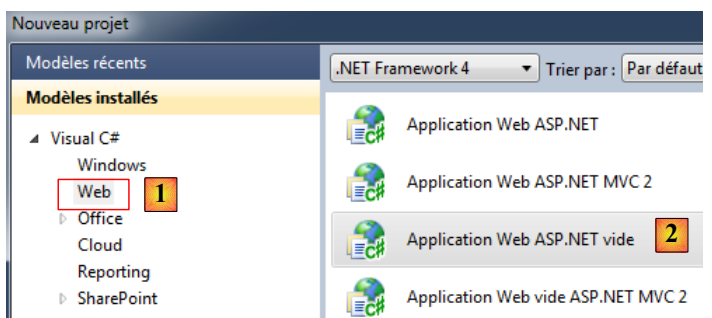 Nouveau projet
Modèles récents
Modèles installés
Visual C#
Windows
Web
1
Office
Cloud
Reporting
SharePoint
.NET Framework 4
Trier par :
Par défaut
C#
Application Web ASP.NET
C#
Application Web ASP.NET MVC 2
C#
Application Web ASP.NET vide
2
C#
Application Web vide ASP.NET MVC 2